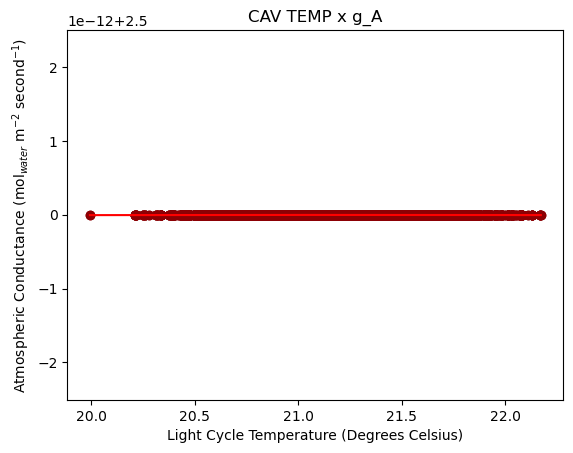 CAV TEMP x g_A
1e−12+2.5
2
1
0
−1
−2
Atmospheric Conductance (mol$_{water}$ m$^{-2}$ second$^{-1}$)
20.0 20.5 21.0 21.5 22.0
Light Cycle Temperature (Degrees Celsius)